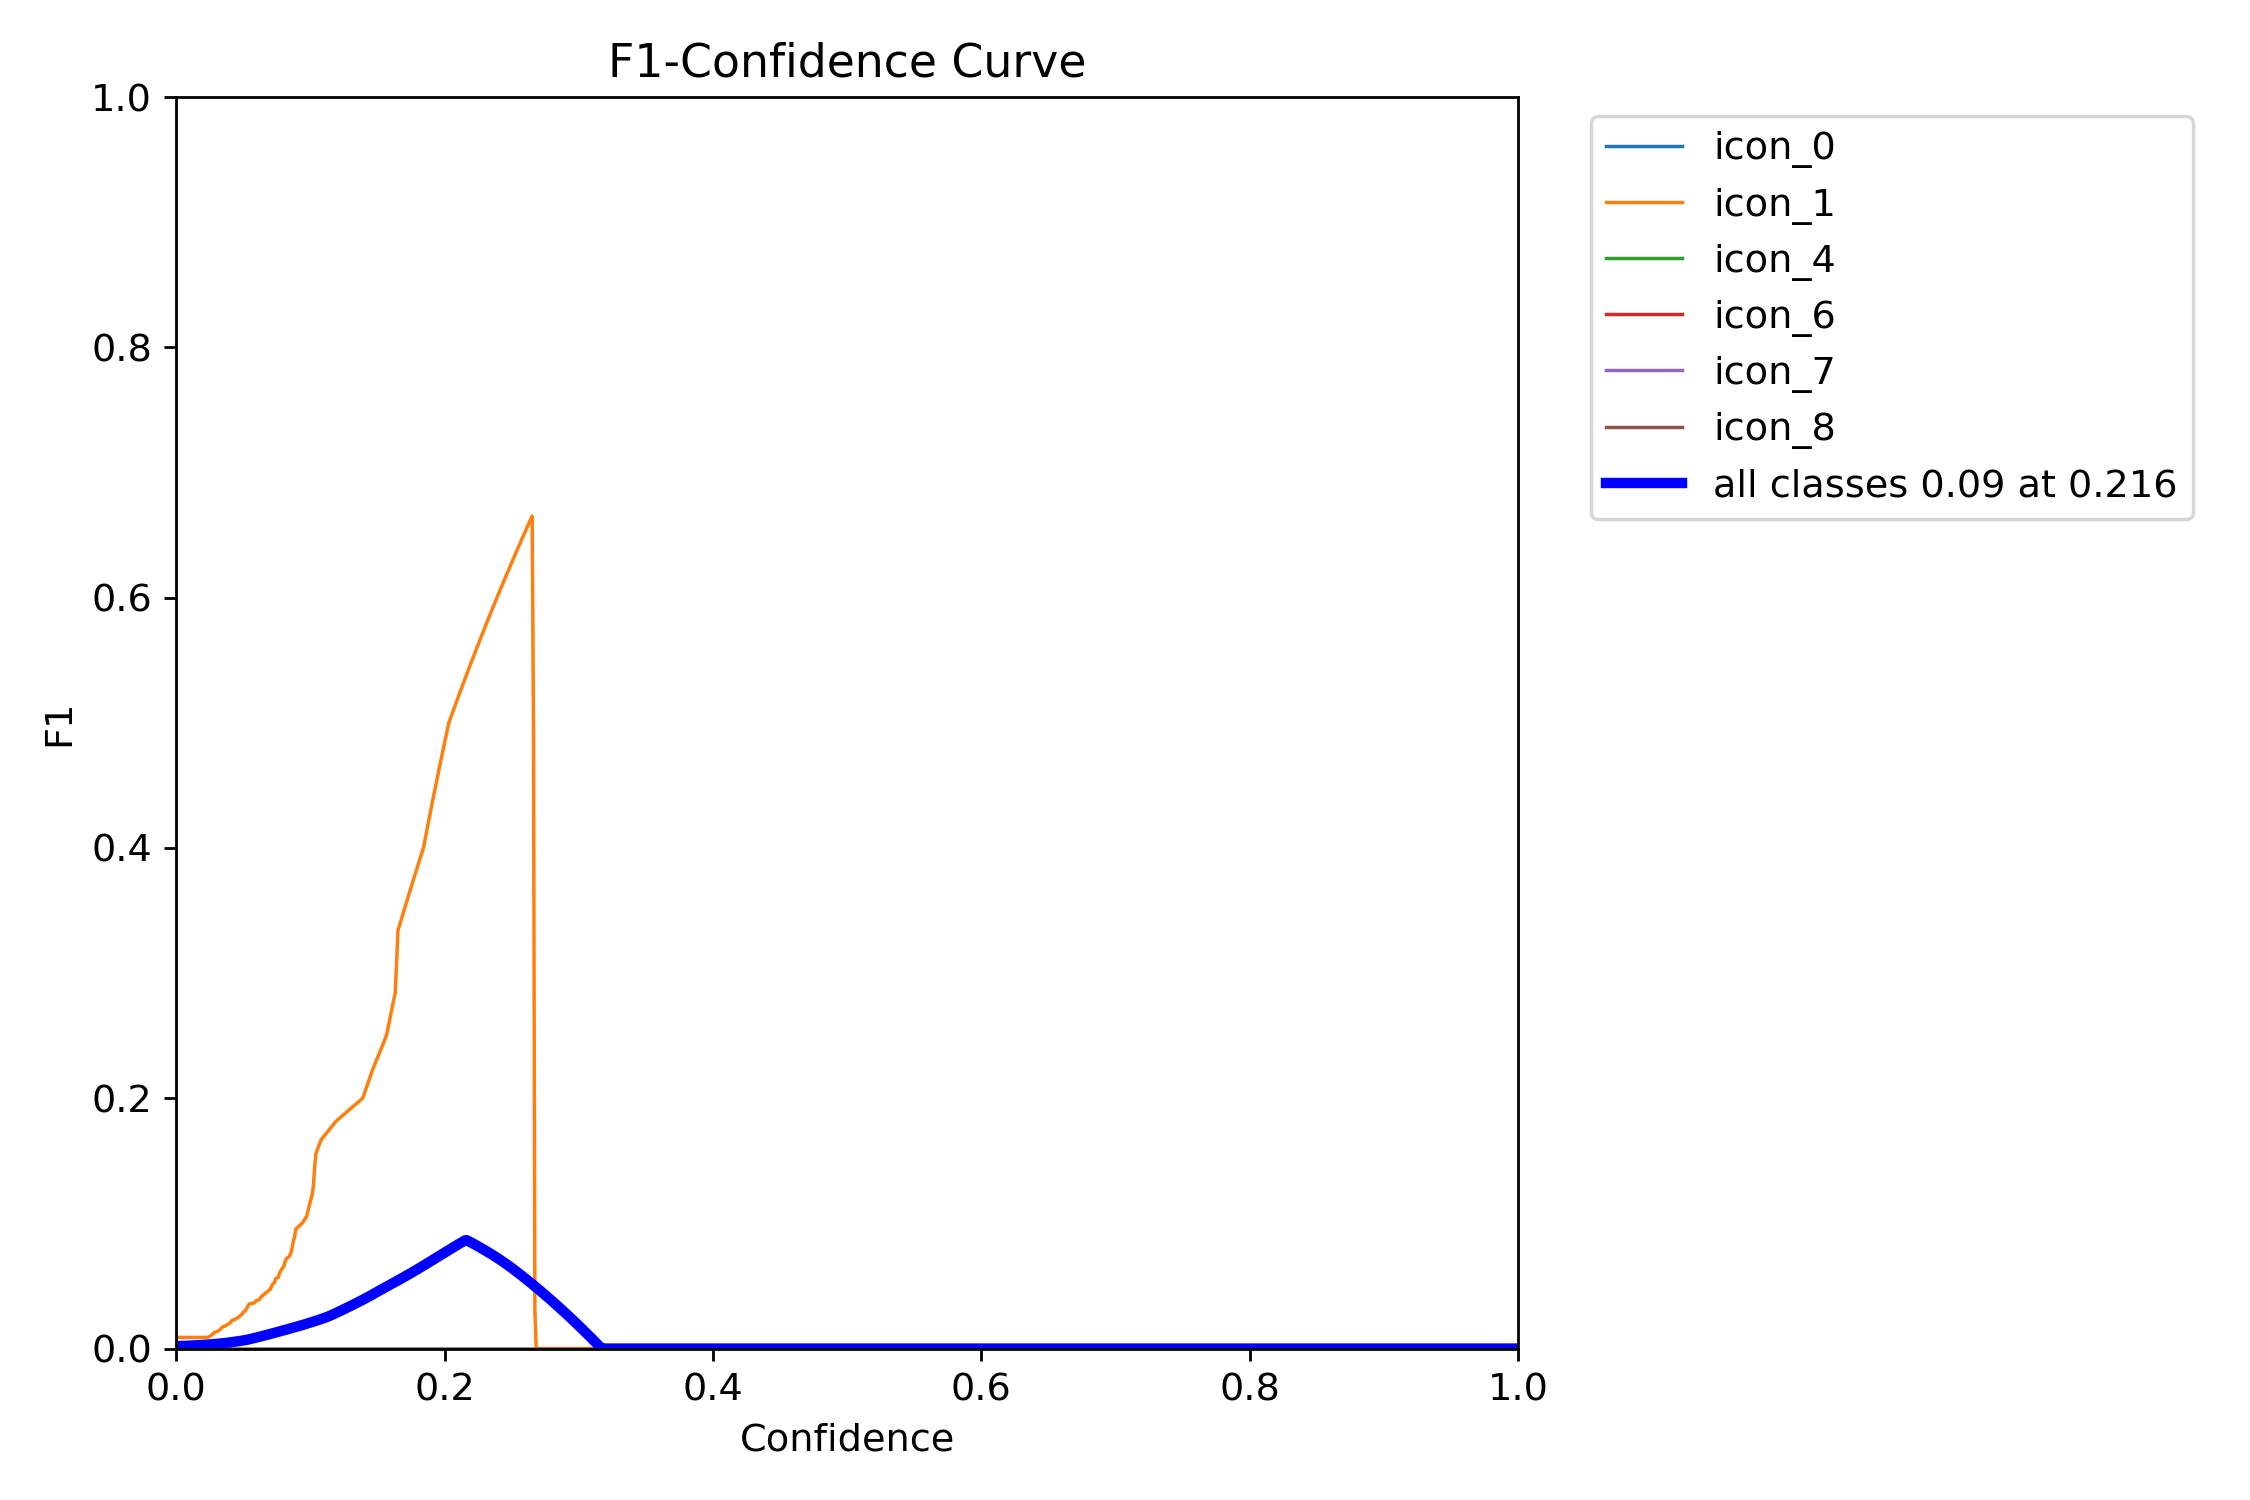 F1-Confidence Curve
1.0
0.8
0.6
0.4
0.2
0.0
F1
0.0 0.2 0.4 0.6 0.8 1.0
Confidence
icon_0
icon_1
icon_4
icon_6
icon_7
icon_8
all classes 0.09 at 0.216